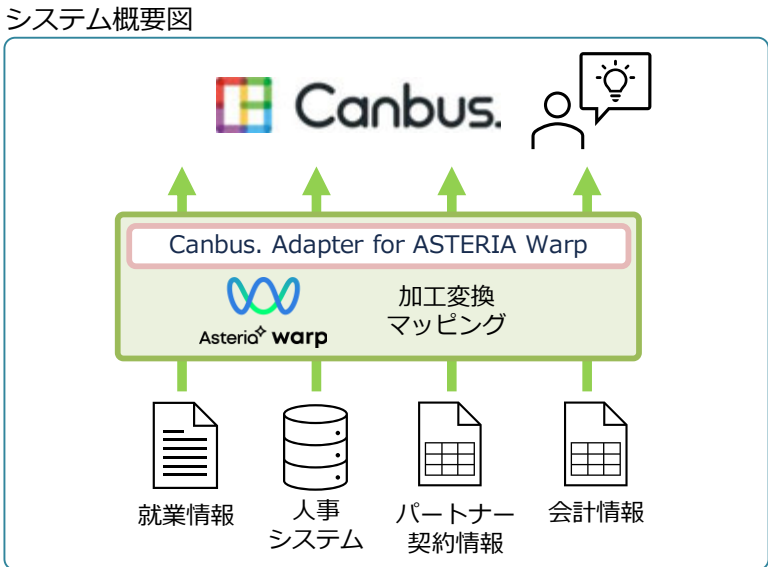 システム概要図
Canbus.
Canbus. Adapter for ASTERIA Warp
Asteria warp
加工変換
マッピング
就業情報
人事
システム
パートナー
契約情報
会計情報